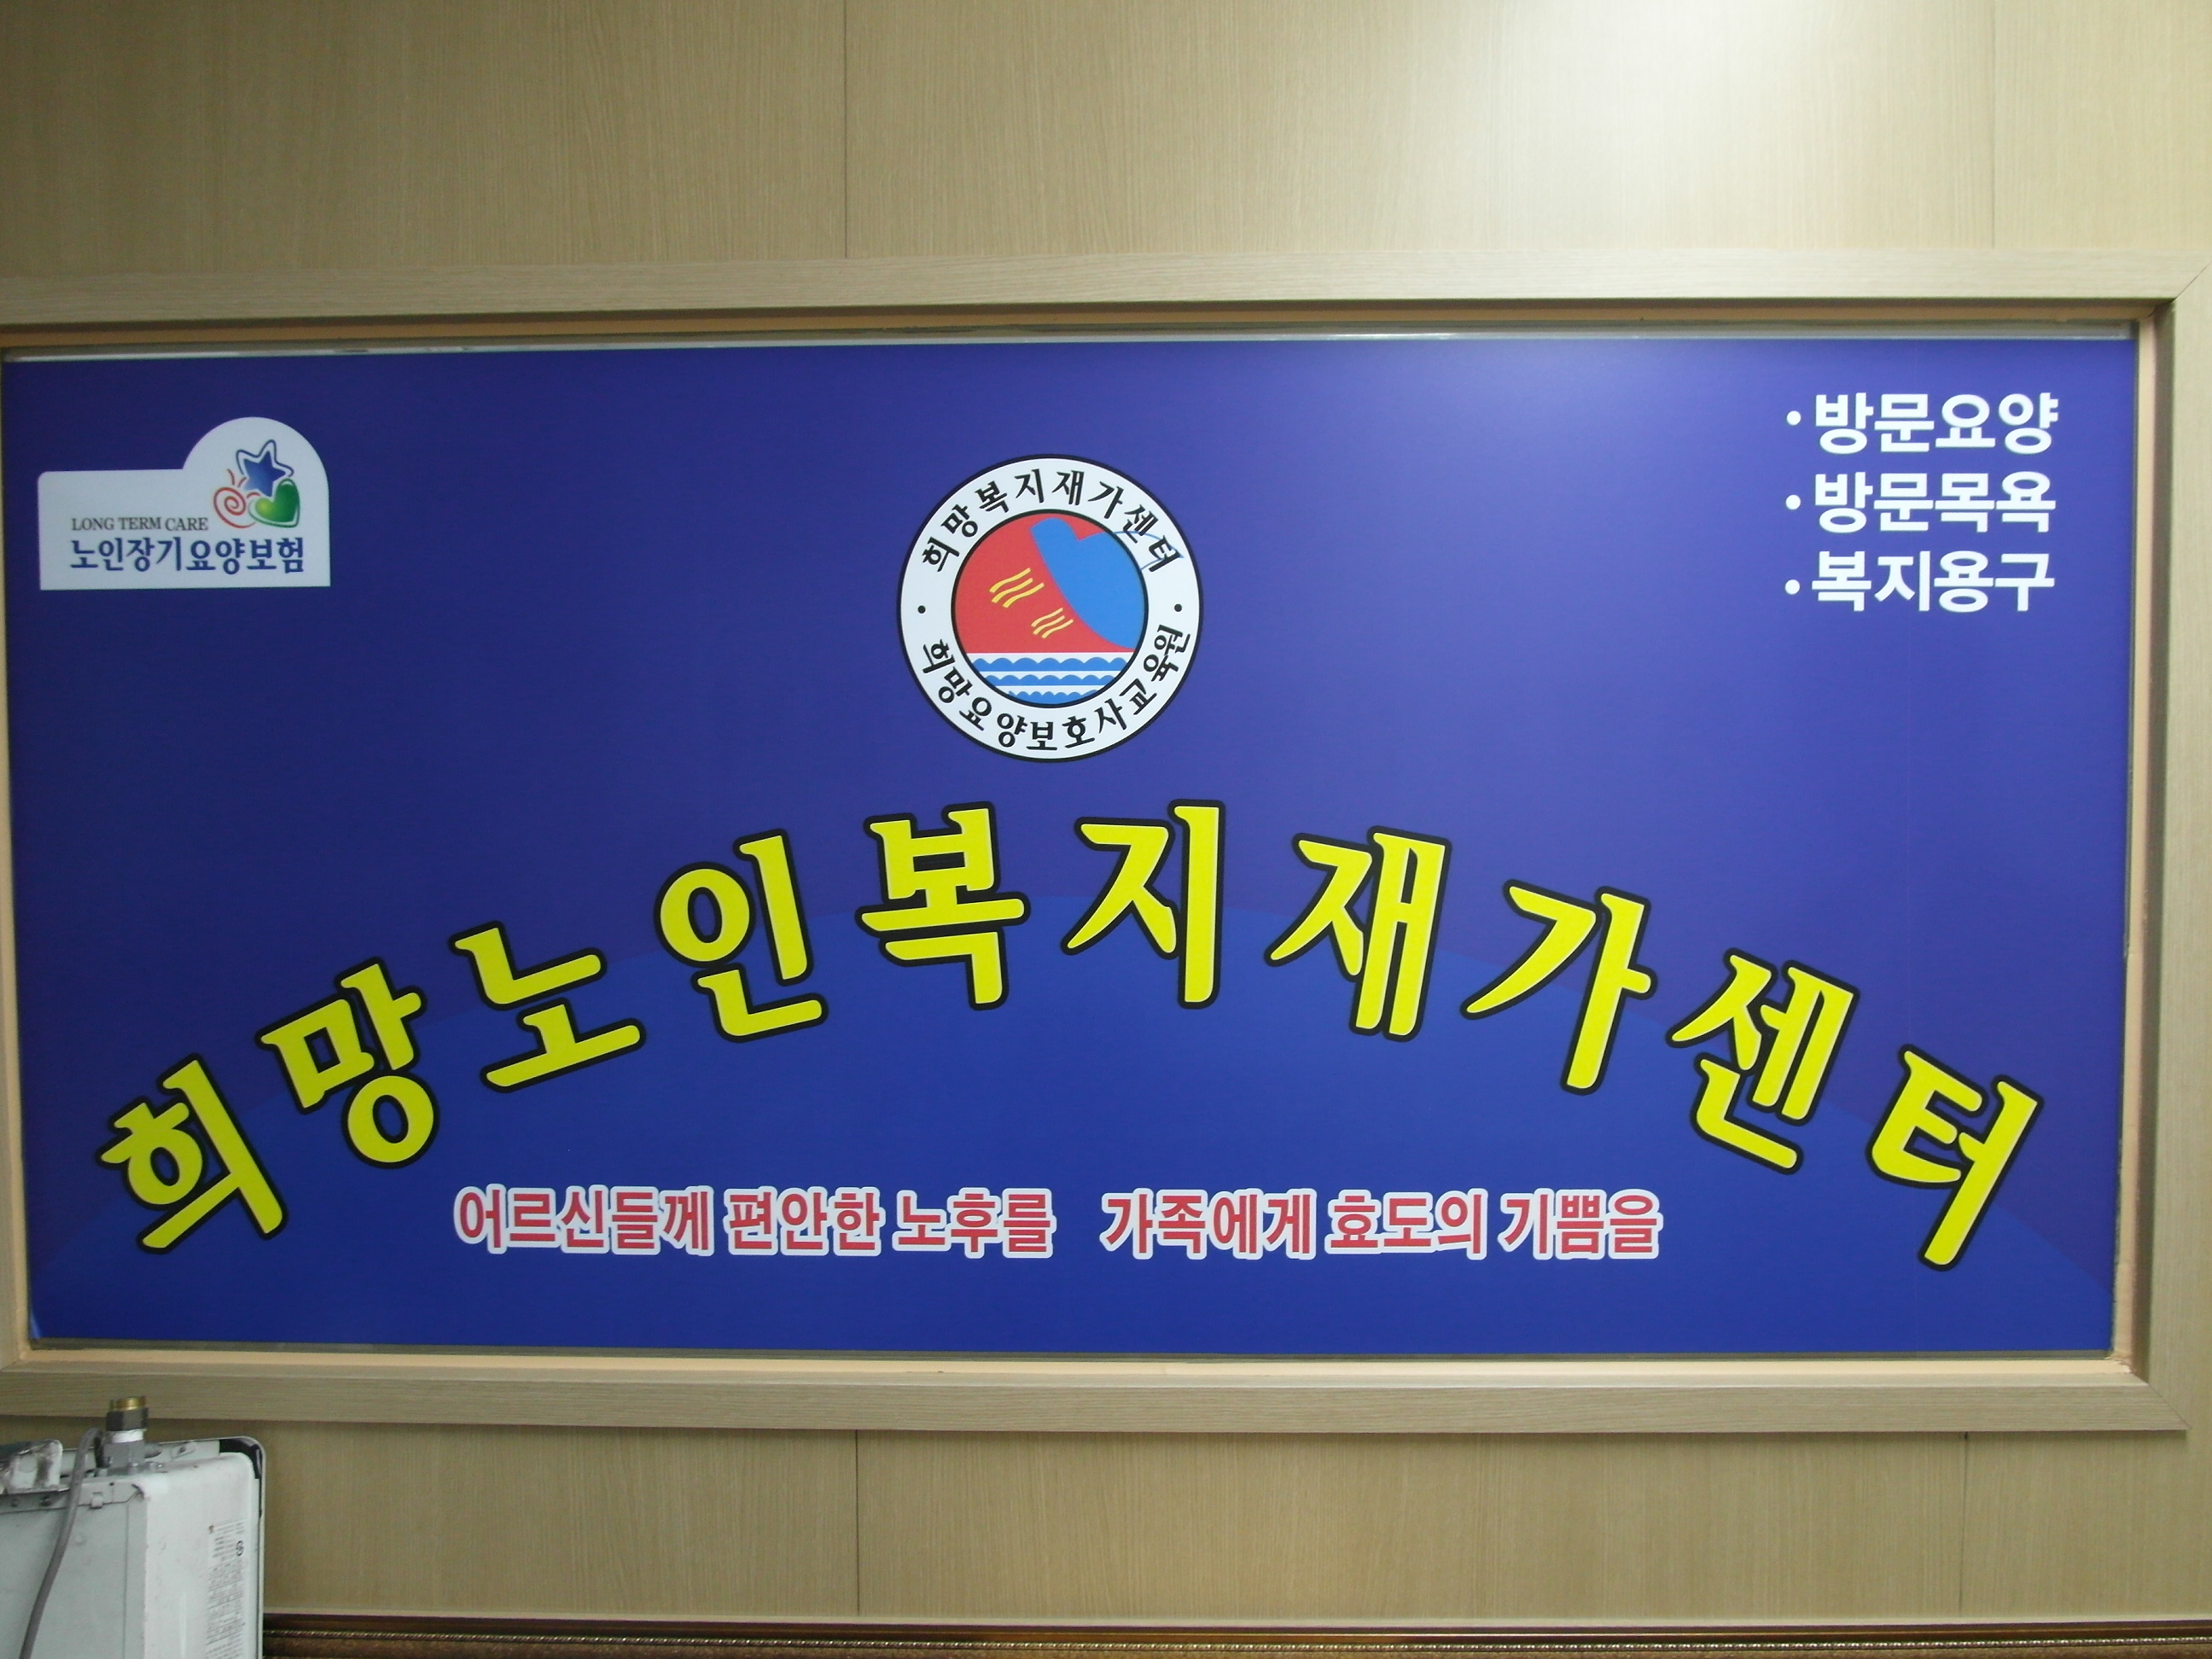 LONG TERM CARE
노인장기요양보험
• 방문요양
• 방문목욕
• 복지용구
희망복지재가센터
• 희망요양보호사교육원 •
희망노인복지재가센터
어르신들께 편안한 노후를 가족에게 효도의 기쁨을